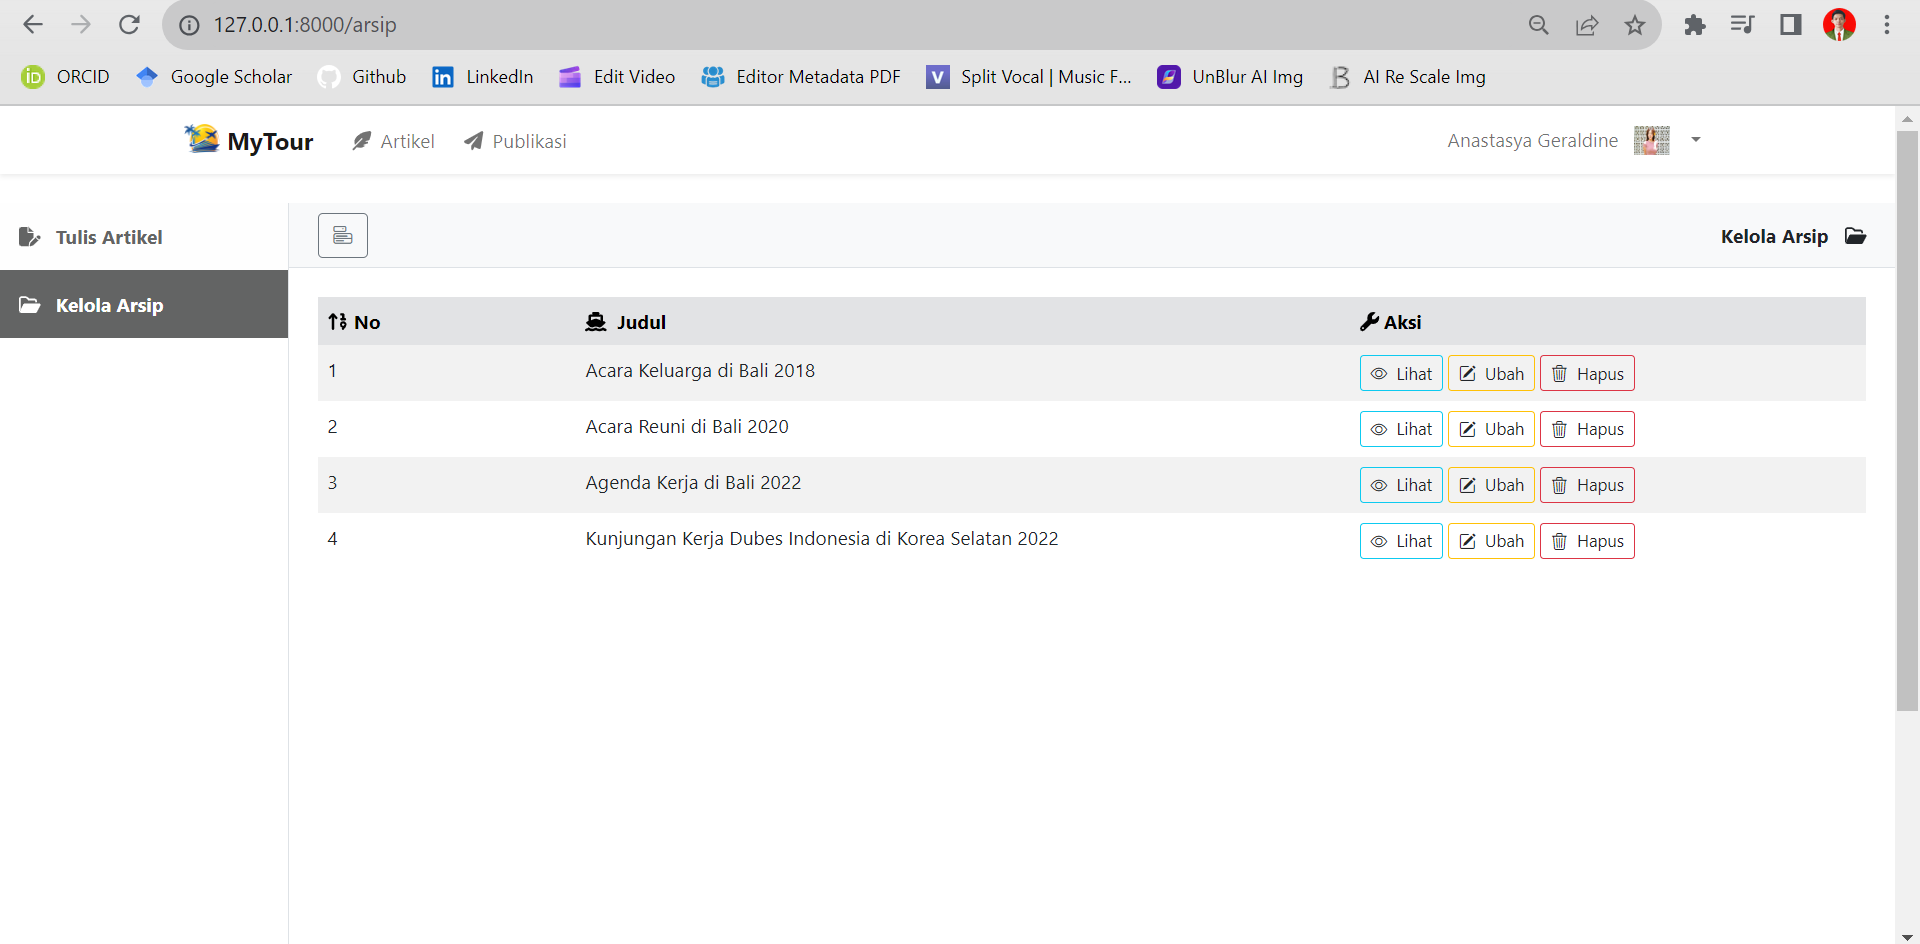 127.0.0.1:8000/arsip
ORCID Google Scholar Github LinkedIn Edit Video Editor Metadata PDF Split Vocal | Music F... UnBlur AI Img AI Re Scale Img
MyTour Artikel Publikasi Anastasya Geraldine
Tulis Artikel
Kelola Arsip
Kelola Arsip
No Judul Aksi
1 Acara Keluarga di Bali 2018 Lihat Ubah Hapus
2 Acara Reuni di Bali 2020 Lihat Ubah Hapus
3 Agenda Kerja di Bali 2022 Lihat Ubah Hapus
4 Kunjungan Kerja Dubes Indonesia di Korea Selatan 2022 Lihat Ubah Hapus